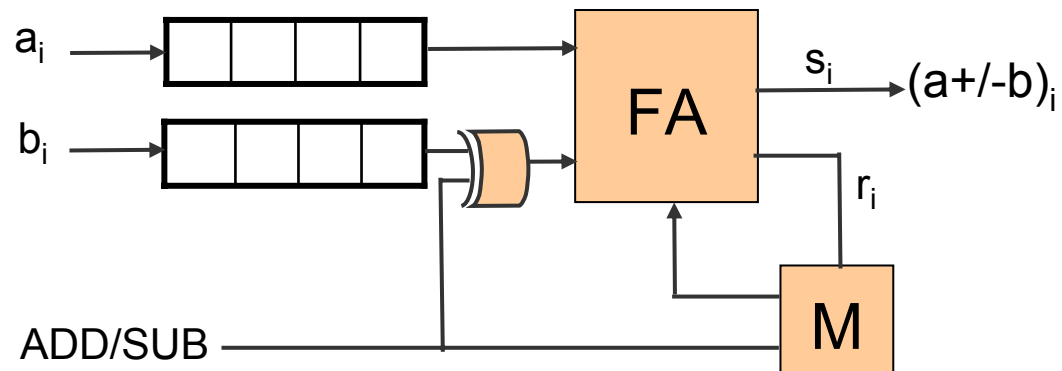 aᵢ
bᵢ
FA
sᵢ
(a+/-b)ᵢ
rᵢ
M
ADD/SUB